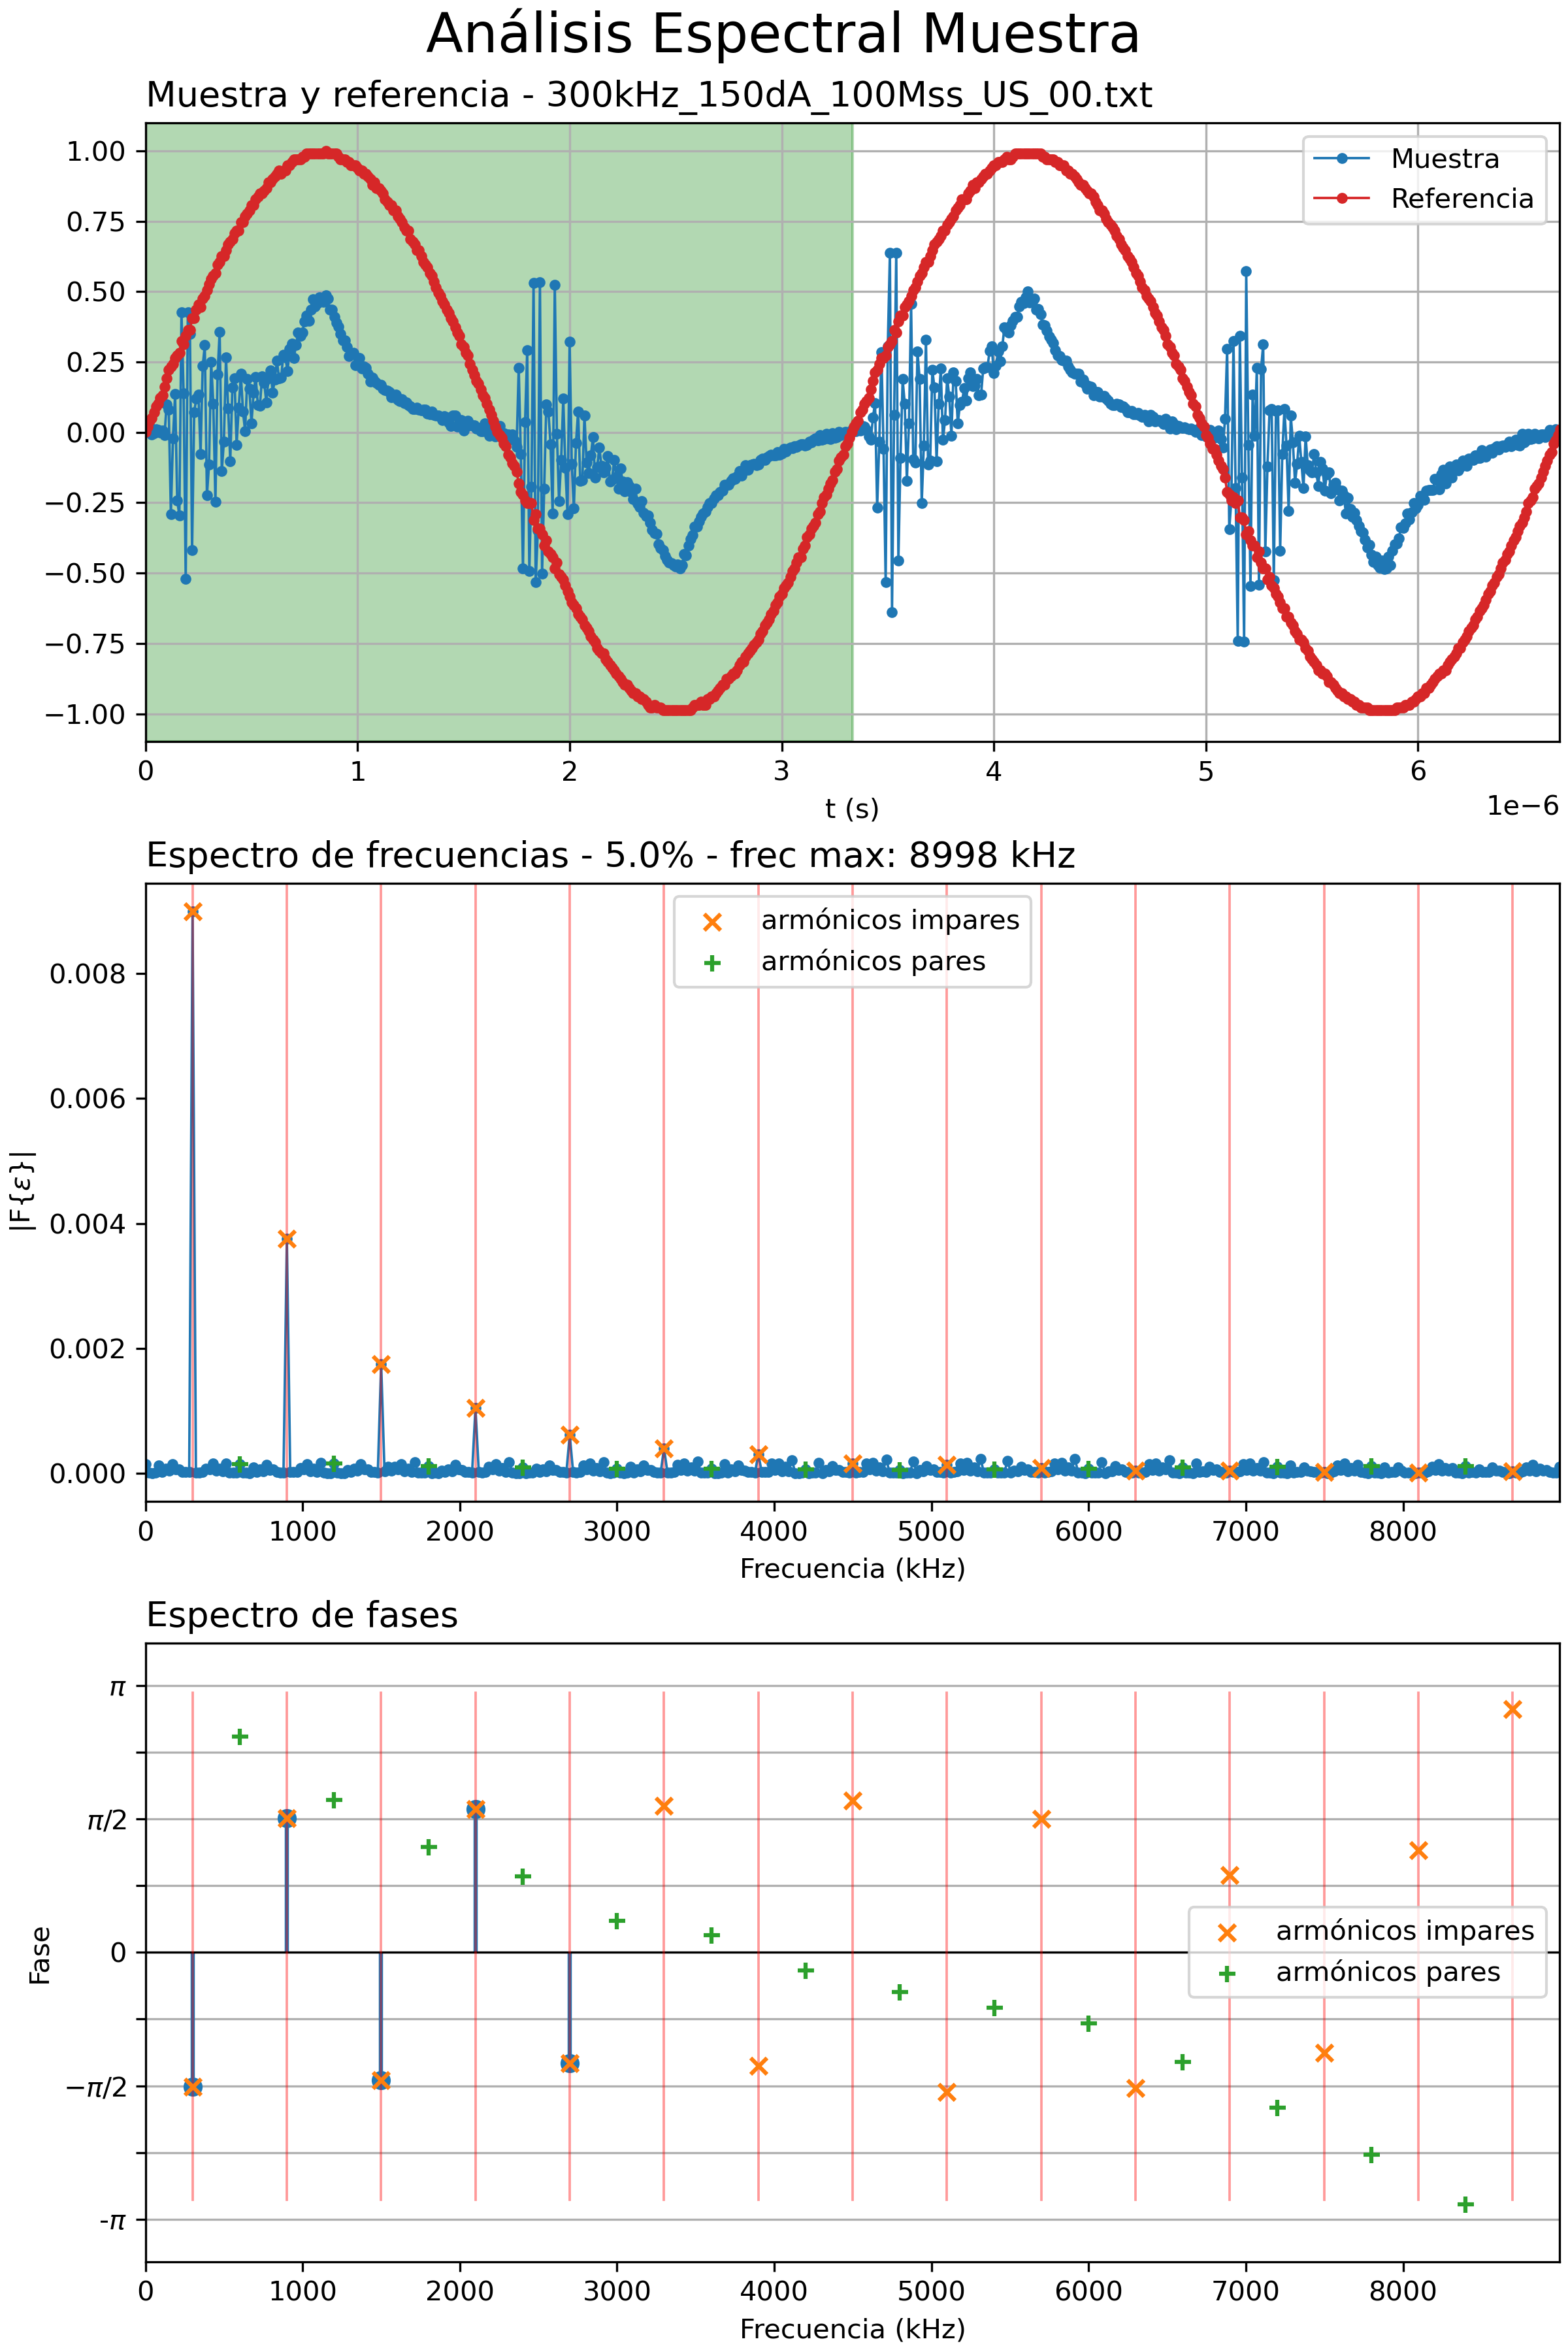 Análisis Espectral Muestra
Muestra y referencia - 300kHz_150dA_100Mss_US_00.txt
1.00
0.75
0.50
0.25
0.00
−0.25
−0.50
−0.75
−1.00
Muestra
Referencia
0 1 2 3 4 5 6
t (s)
1e−6
Espectro de frecuencias - 5.0% - frec max: 8998 kHz
|F{ε}|
0.008
0.006
0.004
0.002
0.000
armónicos impares
armónicos pares
0 1000 2000 3000 4000 5000 6000 7000 8000
Frecuencia (kHz)
Espectro de fases
Fase
π
π/2
0
−π/2
-π
armónicos impares
armónicos pares
0 1000 2000 3000 4000 5000 6000 7000 8000
Frecuencia (kHz)